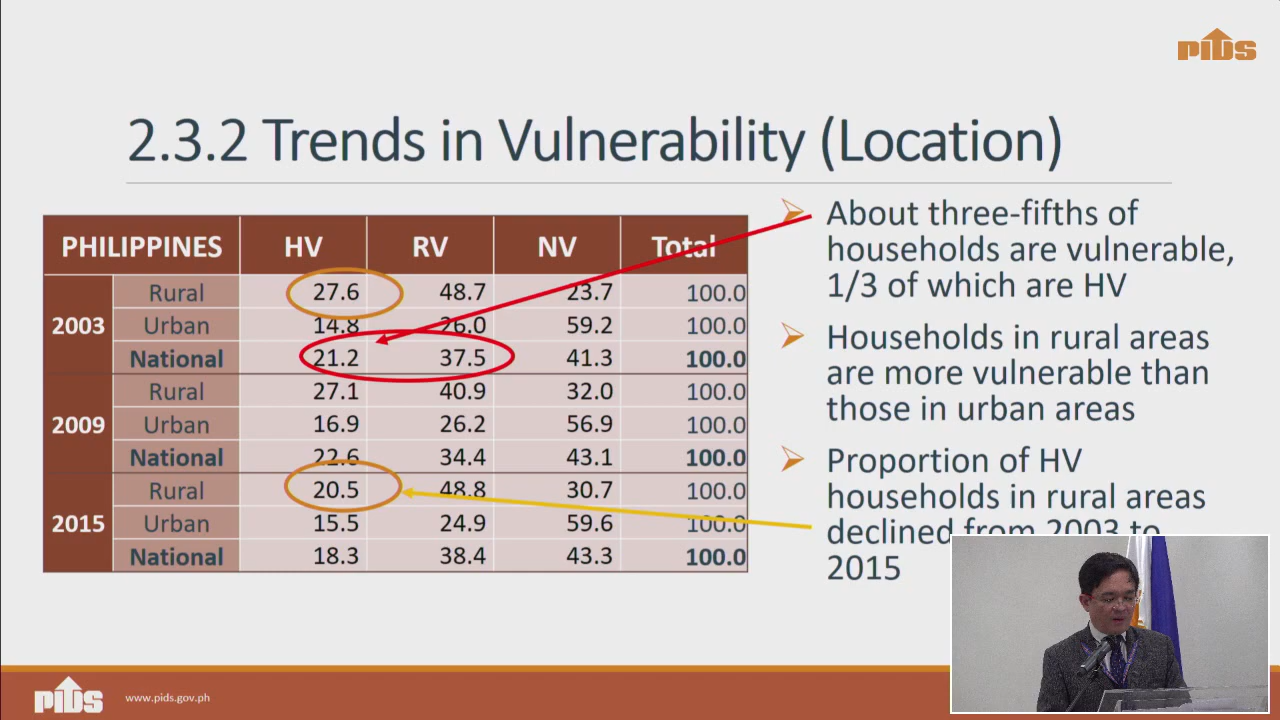 PIDS
2.3.2 Trends in Vulnerability (Location)
PHILIPPINES HV RV NV Total
2003 Rural 27.6 48.7 23.7 100.0
Urban 14.8 26.0 59.2 100.0
National 21.2 37.5 41.3 100.0
2009 Rural 27.1 40.9 32.0 100.0
Urban 16.9 26.2 56.9 100.0
National 22.6 34.4 43.1 100.0
2015 Rural 20.5 48.8 30.7 100.0
Urban 15.5 24.9 59.6 100.0
National 18.3 38.4 43.3 100.0
About three-fifths of
households are vulnerable,
1/3 of which are HV
Households in rural areas
are more vulnerable than
those in urban areas
Proportion of HV
households in rural areas
declined from 2003 to
2015
PIDS
www.pids.gov.ph